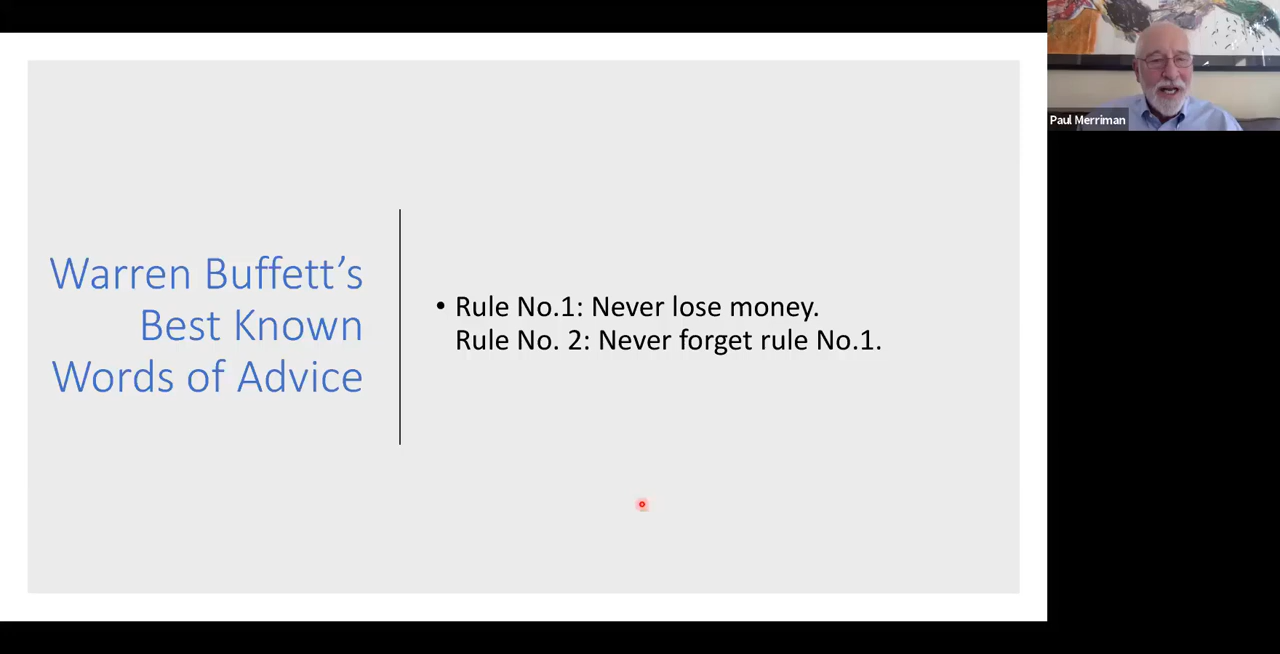 Warren Buffett’s
Best Known
Words of Advice
• Rule No.1: Never lose money.
Rule No. 2: Never forget rule No.1.
Paul Merriman